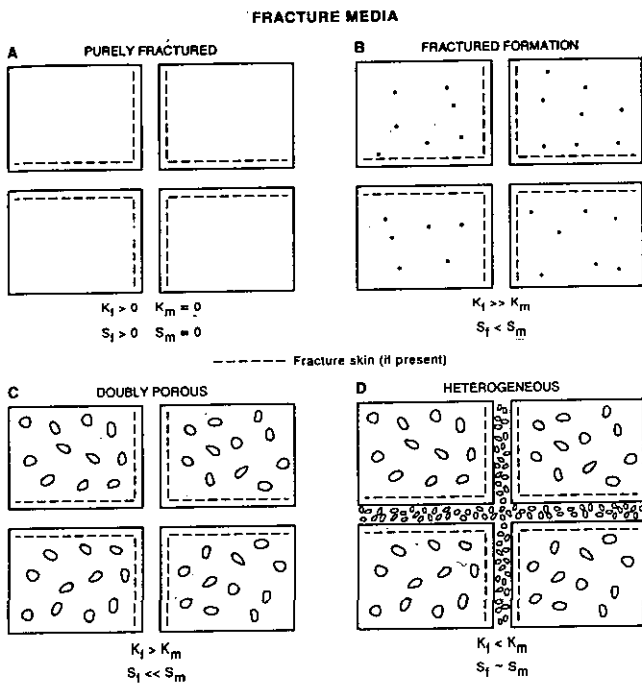 FRACTURE MEDIA
A PURELY FRACTURED
K_f > 0 K_m = 0
S_f > 0 S_m = 0
B FRACTURED FORMATION
K_f >> K_m
S_f < S_m
------- Fracture skin (if present)
C DOUBLY POROUS
K_f > K_m
S_f << S_m
D HETEROGENEOUS
K_f < K_m
S_f ~ S_m